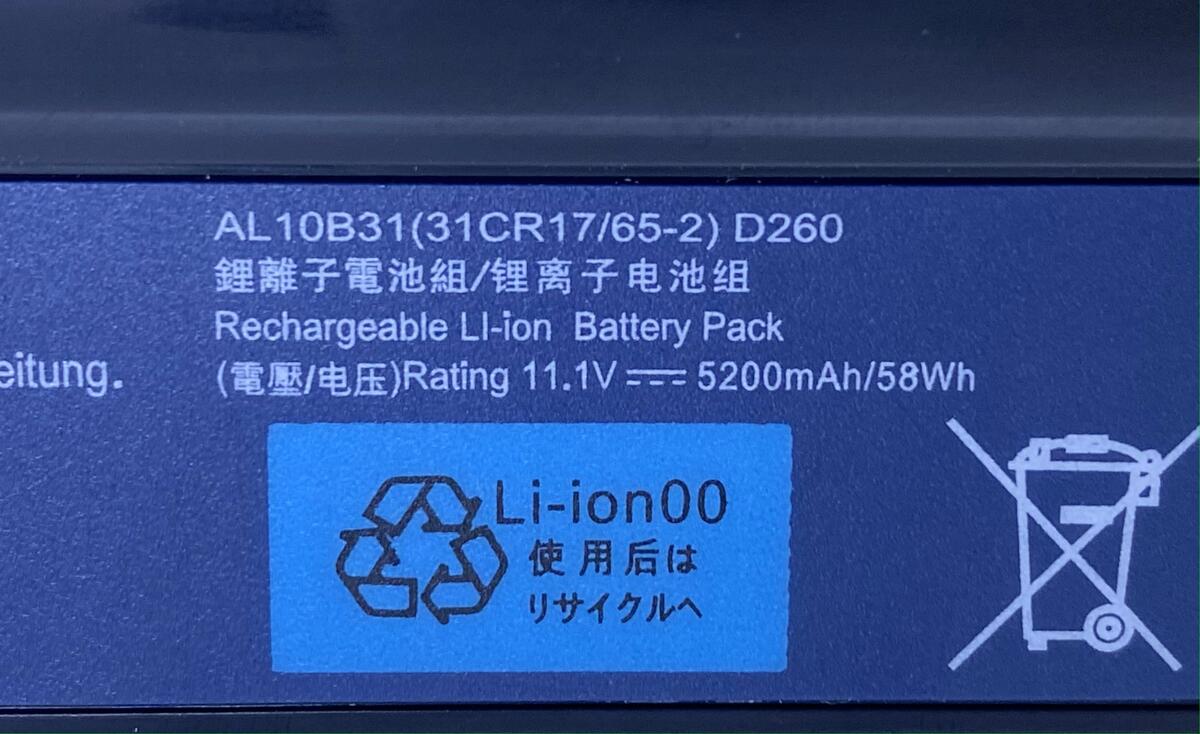 AL10B31(31CR17/65-2) D260
鋰離子電池組/锂离子电池组
Rechargeable LI-ion Battery Pack
eitung.
(電壓/电压)Rating 11.1V ⎓ 5200mAh/58Wh
Li-ion00
使用后は
リサイクルへ